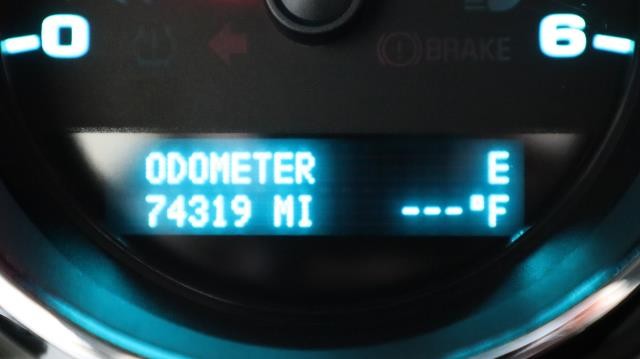 0 6
BRAKE
ODOMETER E
74319 MI ---°F